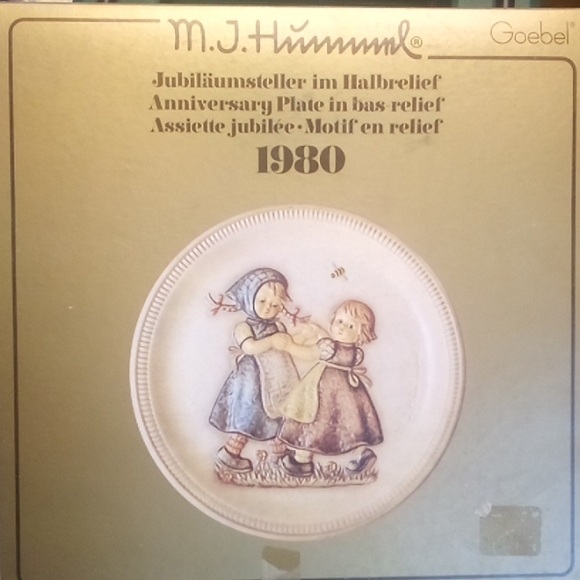 M.J.Hummel®
Goebel®
Jubiläumsteller im Halbrelief
Anniversary Plate in bas-relief
Assiette jubilée • Motif en relief
1980